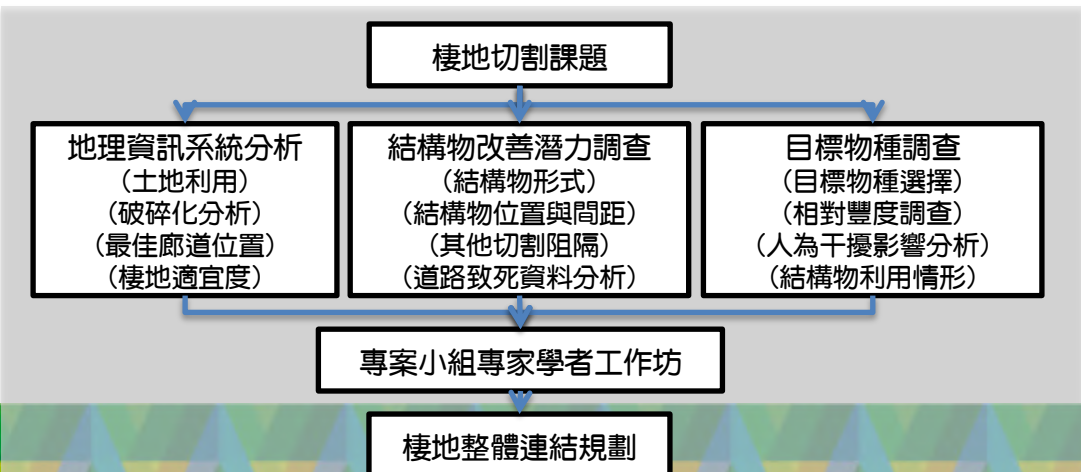 棲地切割課題
地理資訊系統分析
（土地利用）
（破碎化分析）
（最佳廊道位置）
（棲地適宜度）
結構物改善潛力調查
（結構物形式）
（結構物位置與間距）
（其他切割阻隔）
（道路致死資料分析）
目標物種調查
（目標物種選擇）
（相對豐度調查）
（人為干擾影響分析）
（結構物利用情形）
專案小組專家學者工作坊
棲地整體連結規劃